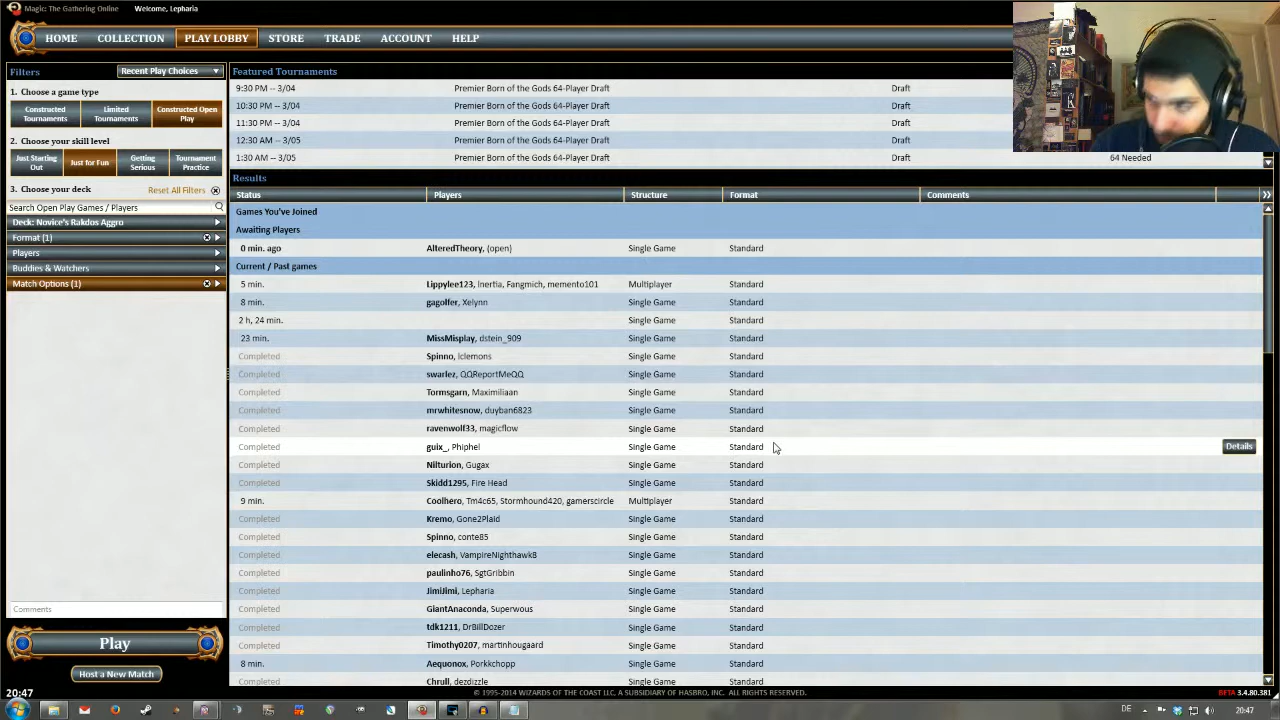 Magic: The Gathering Online Welcome, Lepharia
HOME COLLECTION PLAY LOBBY STORE TRADE ACCOUNT HELP
Filters Recent Play Choices
1. Choose a game type
Constructed Tournaments Limited Tournaments Constructed Open Play
2. Choose your skill level
Just Starting Out Just for Fun Getting Serious Tournament Practice
3. Choose your deck Reset All Filters
Search Open Play Games / Players
Deck: Novice's Rakdos Aggro
Format (1)
Players
Buddies & Watchers
Match Options (1)
Comments
Play
Host a New Match
Featured Tournaments
9:30 PM -- 3/04 Premier Born of the Gods 64-Player Draft Draft
10:30 PM -- 3/04 Premier Born of the Gods 64-Player Draft Draft
11:30 PM -- 3/04 Premier Born of the Gods 64-Player Draft Draft
12:30 AM -- 3/05 Premier Born of the Gods 64-Player Draft Draft
1:30 AM -- 3/05 Premier Born of the Gods 64-Player Draft Draft 64 Needed
Results
Status Players Structure Format Comments
Games You've Joined
Awaiting Players
0 min. ago AlteredTheory, (open) Single Game Standard
Current / Past games
5 min. Lippylee123, Inertia, Fangmich, memento101 Multiplayer Standard
8 min. gagolfer, Xelynn Single Game Standard
2 h, 24 min. Single Game Standard
23 min. MissMisplay, dstein_909 Single Game Standard
Completed Spinno, lclemons Single Game Standard
Completed swarlez, QQReportMeQQ Single Game Standard
Completed Tormsgarn, Maximiliaan Single Game Standard
Completed mrwhitesnow, duyban6823 Single Game Standard
Completed ravenwolf33, magicflow Single Game Standard
Completed guix_, Phiphel Single Game Standard Details
Completed Nilturion, Gugax Single Game Standard
Completed Skidd1295, Fire Head Single Game Standard
9 min. Coolhero, Tm4c65, Stormhound420, gamerscircle Multiplayer Standard
Completed Kremo, Gone2Plaid Single Game Standard
Completed Spinno, conte85 Single Game Standard
Completed elecash, VampireNighthawk8 Single Game Standard
Completed paulinho76, SgtGribbin Single Game Standard
Completed JimiJimi, Lepharia Single Game Standard
Completed GiantAnaconda, Superwous Single Game Standard
Completed tdk1211, DrBillDozer Single Game Standard
Completed Timothy0207, martinhougaard Single Game Standard
8 min. Aequonox, Porkkchopp Single Game Standard
Completed Chrull, dezdizzle Single Game Standard
20:47 © 1995-2014 WIZARDS OF THE COAST LLC, A SUBSIDIARY OF HASBRO, INC. ALL RIGHTS RESERVED. BETA 3.4.80.381
DE 20:47